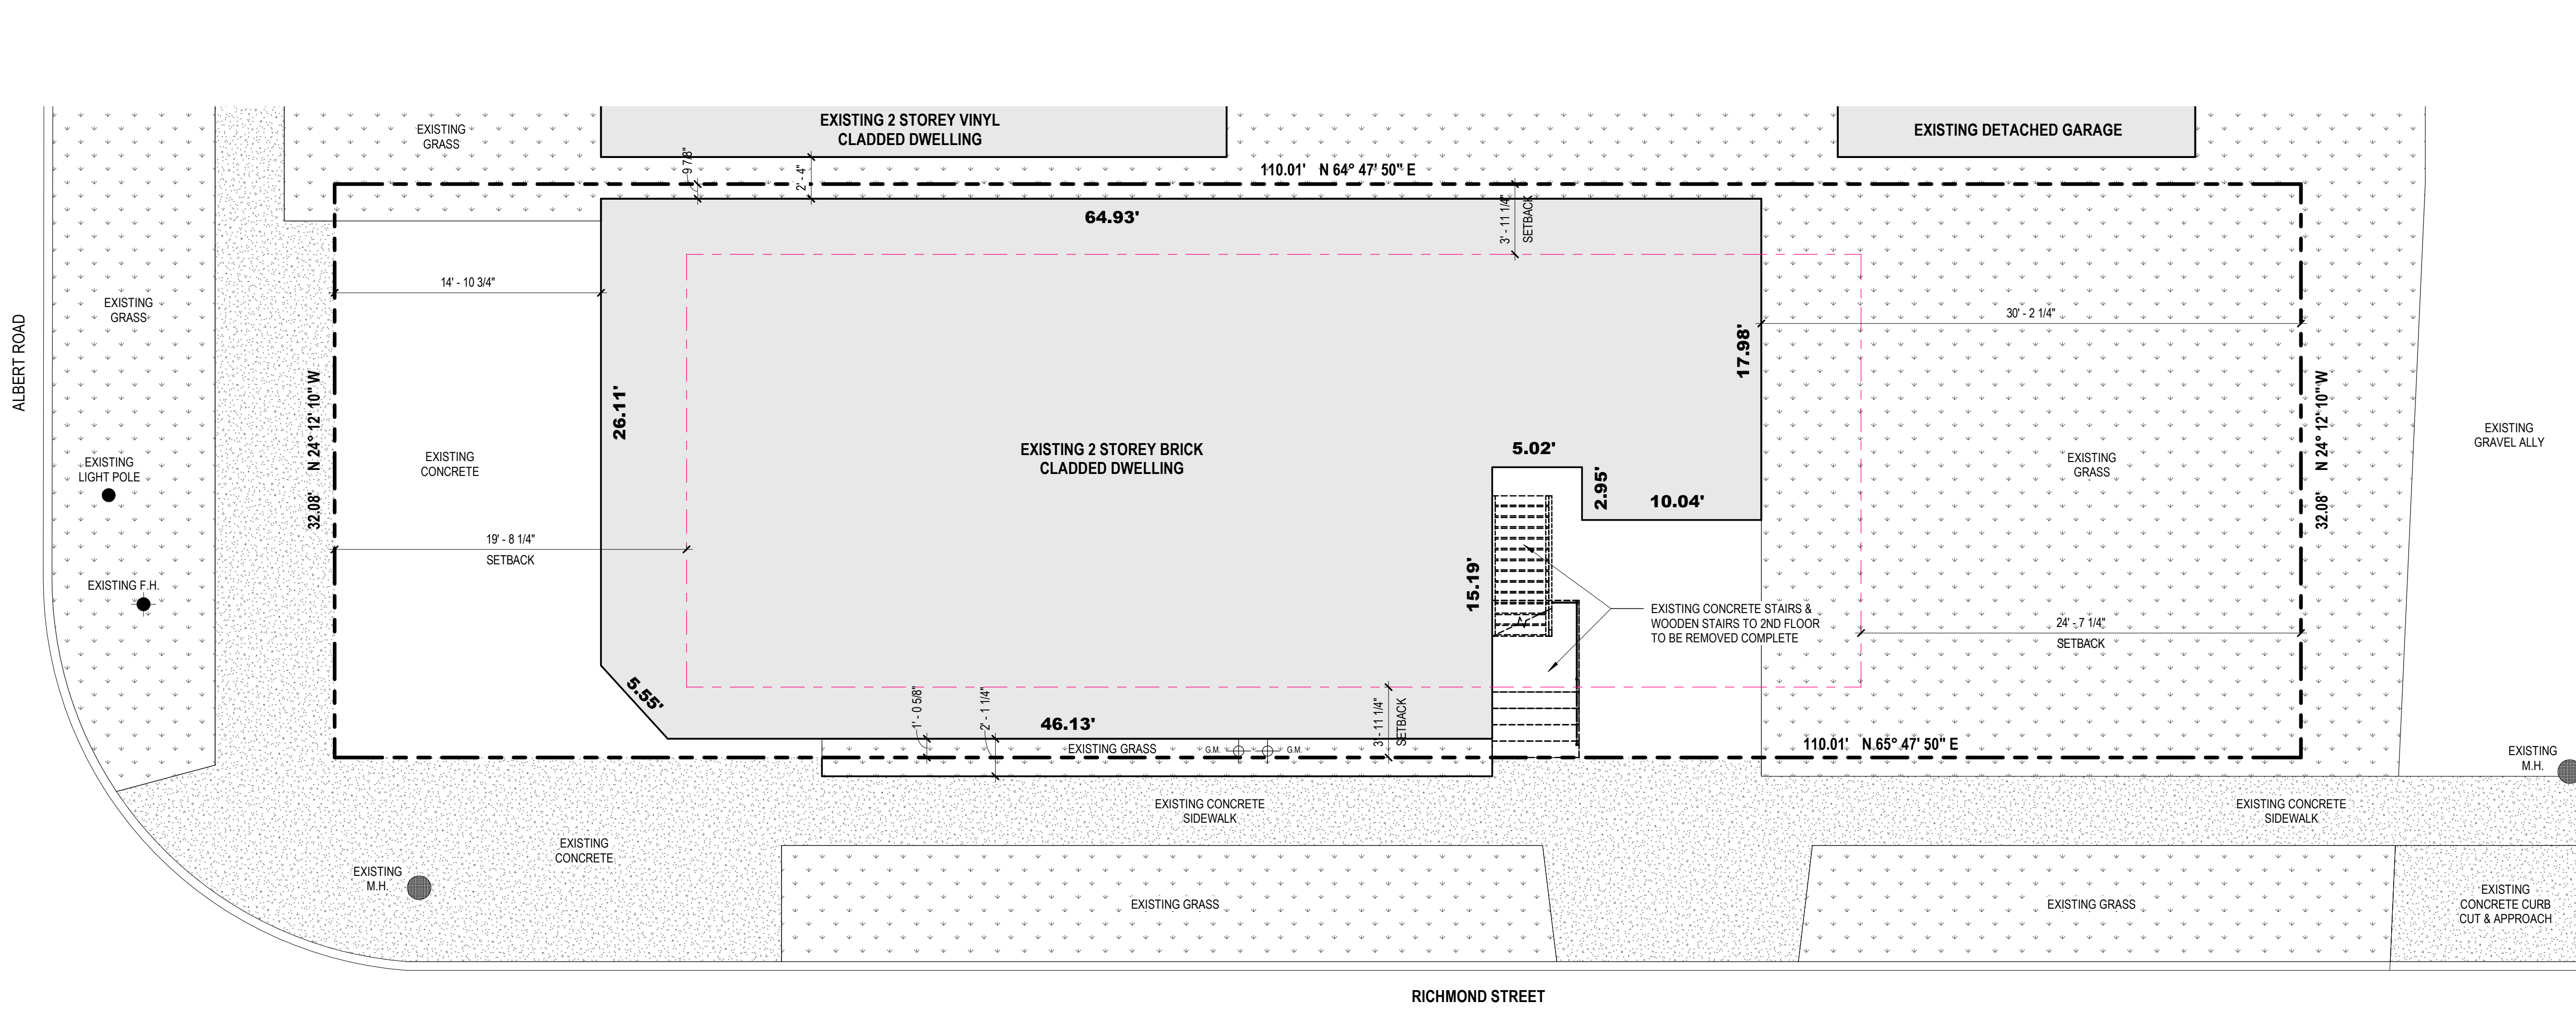 EXISTING
GRASS
EXISTING 2 STOREY VINYL
CLADDED DWELLING
EXISTING DETACHED GARAGE
9 7/8"
2' - 4"
110.01' N 64° 47' 50" E
64.93'
3' - 11 1/4"
SETBACK
14' - 10 3/4"
EXISTING
GRASS
ALBERT ROAD
30' - 2 1/4"
17.98'
32.08' N 24° 12' 10" W
26.11'
32.08' N 24° 12' 10" W
EXISTING
GRAVEL ALLY
EXISTING 2 STOREY BRICK
CLADDED DWELLING
5.02'
EXISTING
CONCRETE
EXISTING
LIGHT POLE
EXISTING
GRASS
2.95'
10.04'
19' - 8 1/4"
SETBACK
EXISTING F.H.
15.19'
EXISTING CONCRETE STAIRS &
WOODEN STAIRS TO 2ND FLOOR
TO BE REMOVED COMPLETE
24' - 7 1/4"
SETBACK
5.55'
1' - 0 5/8"
2' - 1 1/4"
46.13'
3' - 11 1/4"
SETBACK
EXISTING GRASS
G.M.
G.M.
110.01' N 65° 47' 50" E
EXISTING
M.H.
EXISTING CONCRETE
SIDEWALK
EXISTING CONCRETE
SIDEWALK
EXISTING
CONCRETE
EXISTING
M.H.
EXISTING GRASS
EXISTING GRASS
EXISTING
CONCRETE CURB
CUT & APPROACH
RICHMOND STREET